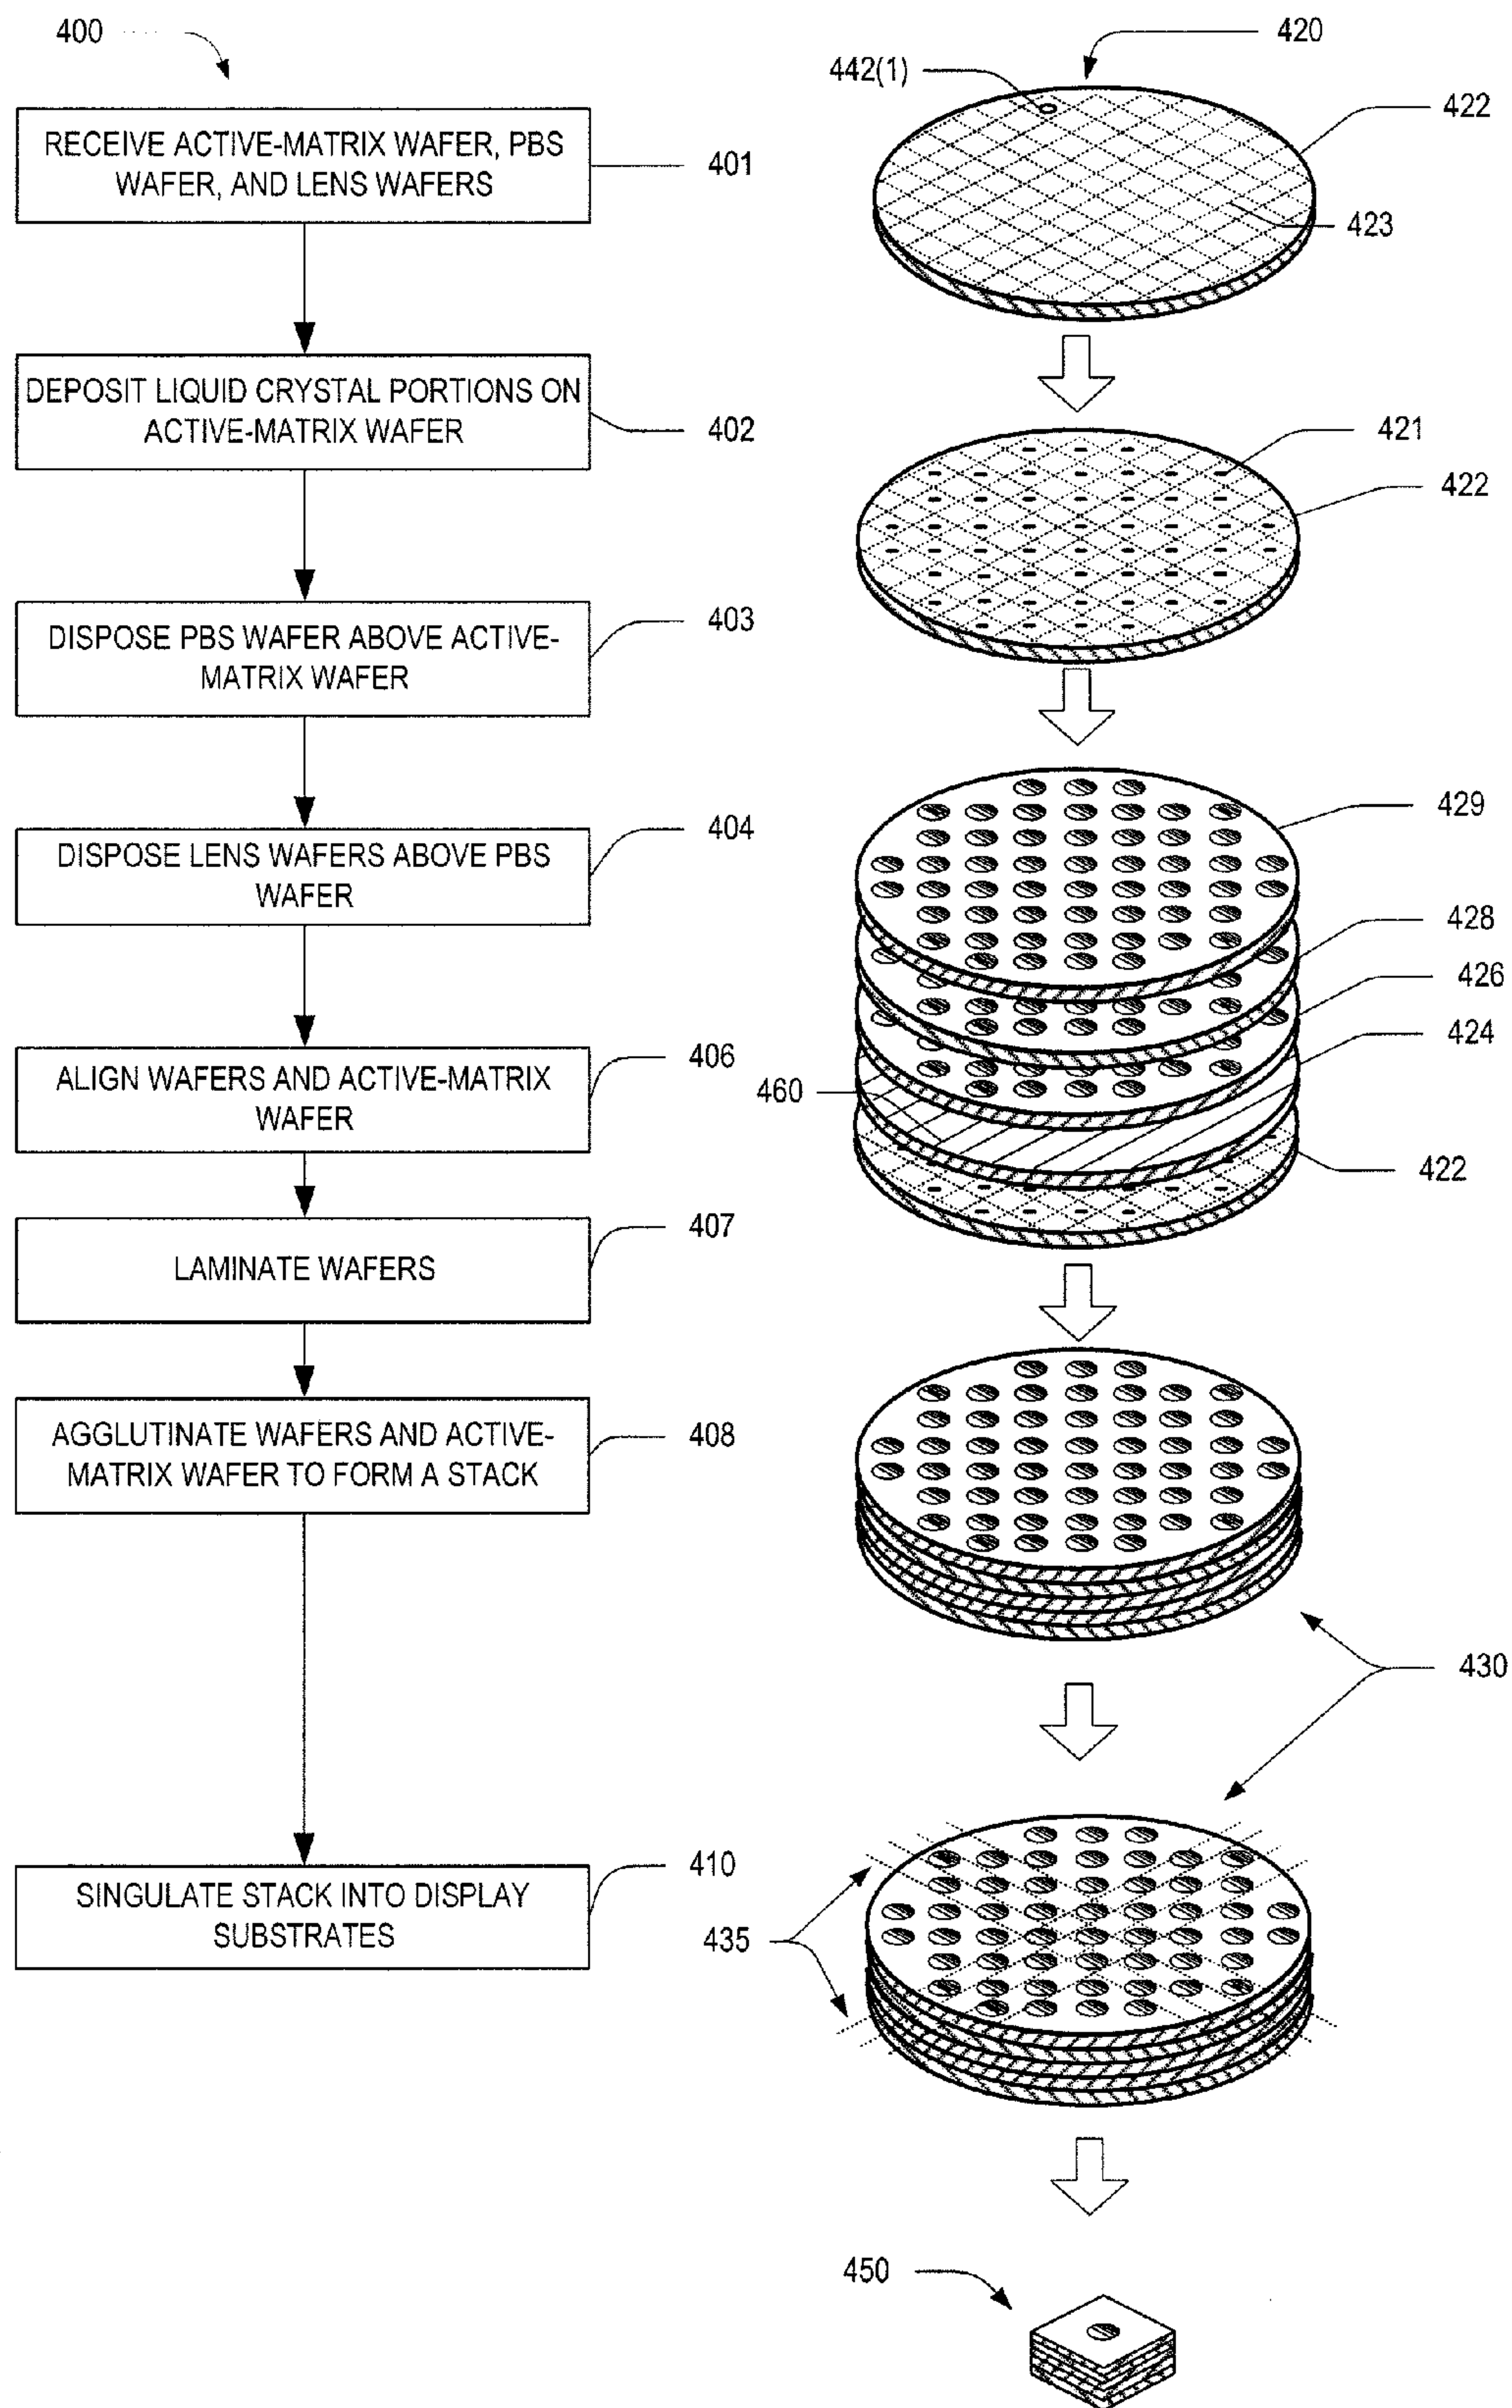 400
420
442(1)
422
423
RECEIVE ACTIVE-MATRIX WAFER, PBS
WAFER, AND LENS WAFERS
401
DEPOSIT LIQUID CRYSTAL PORTIONS ON
ACTIVE-MATRIX WAFER
402
421
422
DISPOSE PBS WAFER ABOVE ACTIVE-
MATRIX WAFER
403
DISPOSE LENS WAFERS ABOVE PBS
WAFER
404
429
428
426
424
460
422
ALIGN WAFERS AND ACTIVE-MATRIX
WAFER
406
LAMINATE WAFERS
407
AGGLUTINATE WAFERS AND ACTIVE-
MATRIX WAFER TO FORM A STACK
408
430
SINGULATE STACK INTO DISPLAY
SUBSTRATES
410
435
450